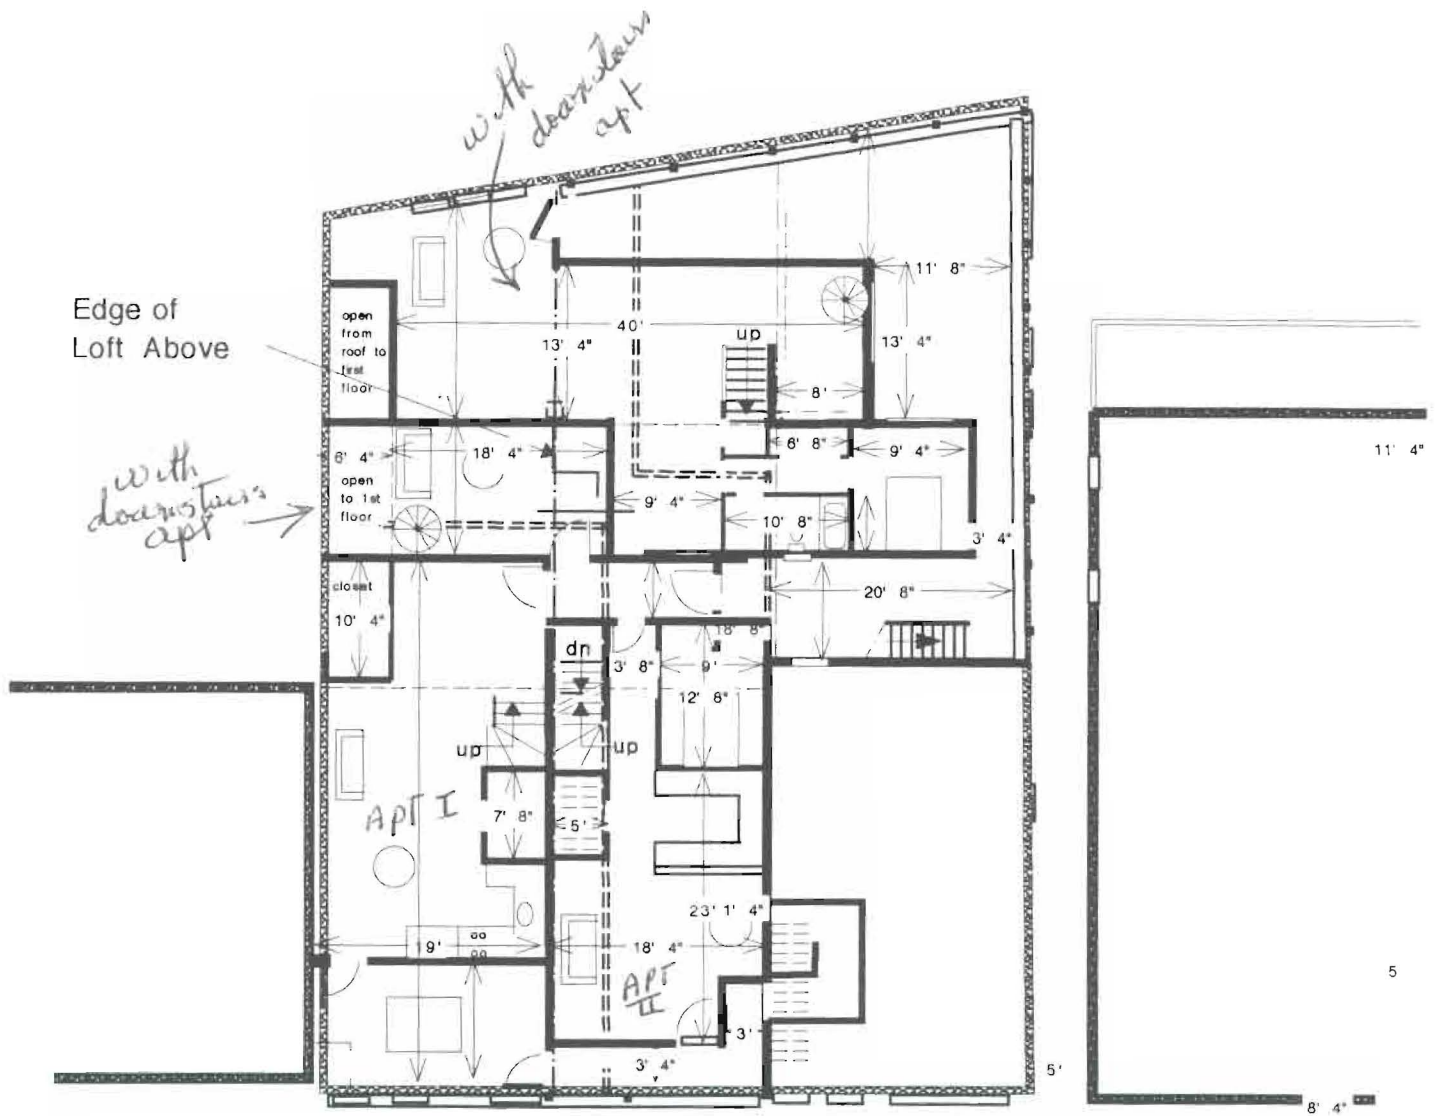 with
downstairs
apt
11' 8"
Edge of
Loft Above
open
from
roof to
first
floor
40'
up
13' 4"
13' 4"
8'
6' 4"
18' 4"
6' 8"
9' 4"
11' 4"
with
downstairs
apt
open
to 1st
floor
9' 4"
10' 8"
3' 4"
closet
10' 4"
20' 8"
18' 8"
dn
3' 8"
9'
12' 8"
up
up
APT I
7' 8"
5'
23' 1' 4"
19'
18' 4"
APT
II
5
3'
3' 4"
5'
8' 4"